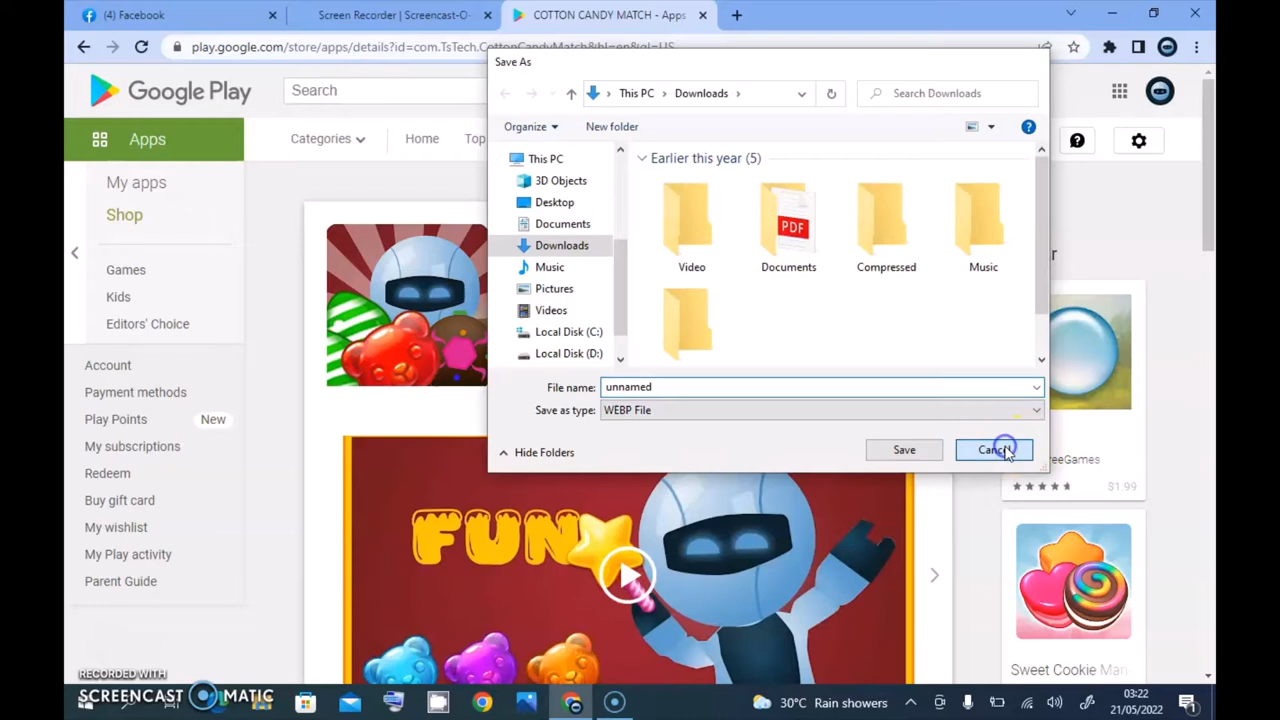 (4) Facebook
Screen Recorder | Screencast-O-
COTTON CANDY MATCH - Apps
play.google.com/store/apps/details?id=com.TsTech.CottonCandyMatch&hl=en&gl=US
Google Play
Search
Apps
Categories
Home
Top
My apps
Shop
Games
Kids
Editors' Choice
Account
Payment methods
Play Points
New
My subscriptions
Redeem
Buy gift card
My wishlist
My Play activity
Parent Guide
Save As
This PC > Downloads >
Search Downloads
Organize
New folder
This PC
3D Objects
Desktop
Documents
Downloads
Music
Pictures
Videos
Local Disk (C:)
Local Disk (D:)
Earlier this year (5)
Video
PDF
Documents
Compressed
Music
File name:
unnamed
Save as type:
WEBP File
Hide Folders
Save
Cancel
FUN
reeGames
$1.99
Sweet Cookie
RECORDED WITH
SCREENCAST MATIC
30°C Rain showers
03:22
21/05/2022
1